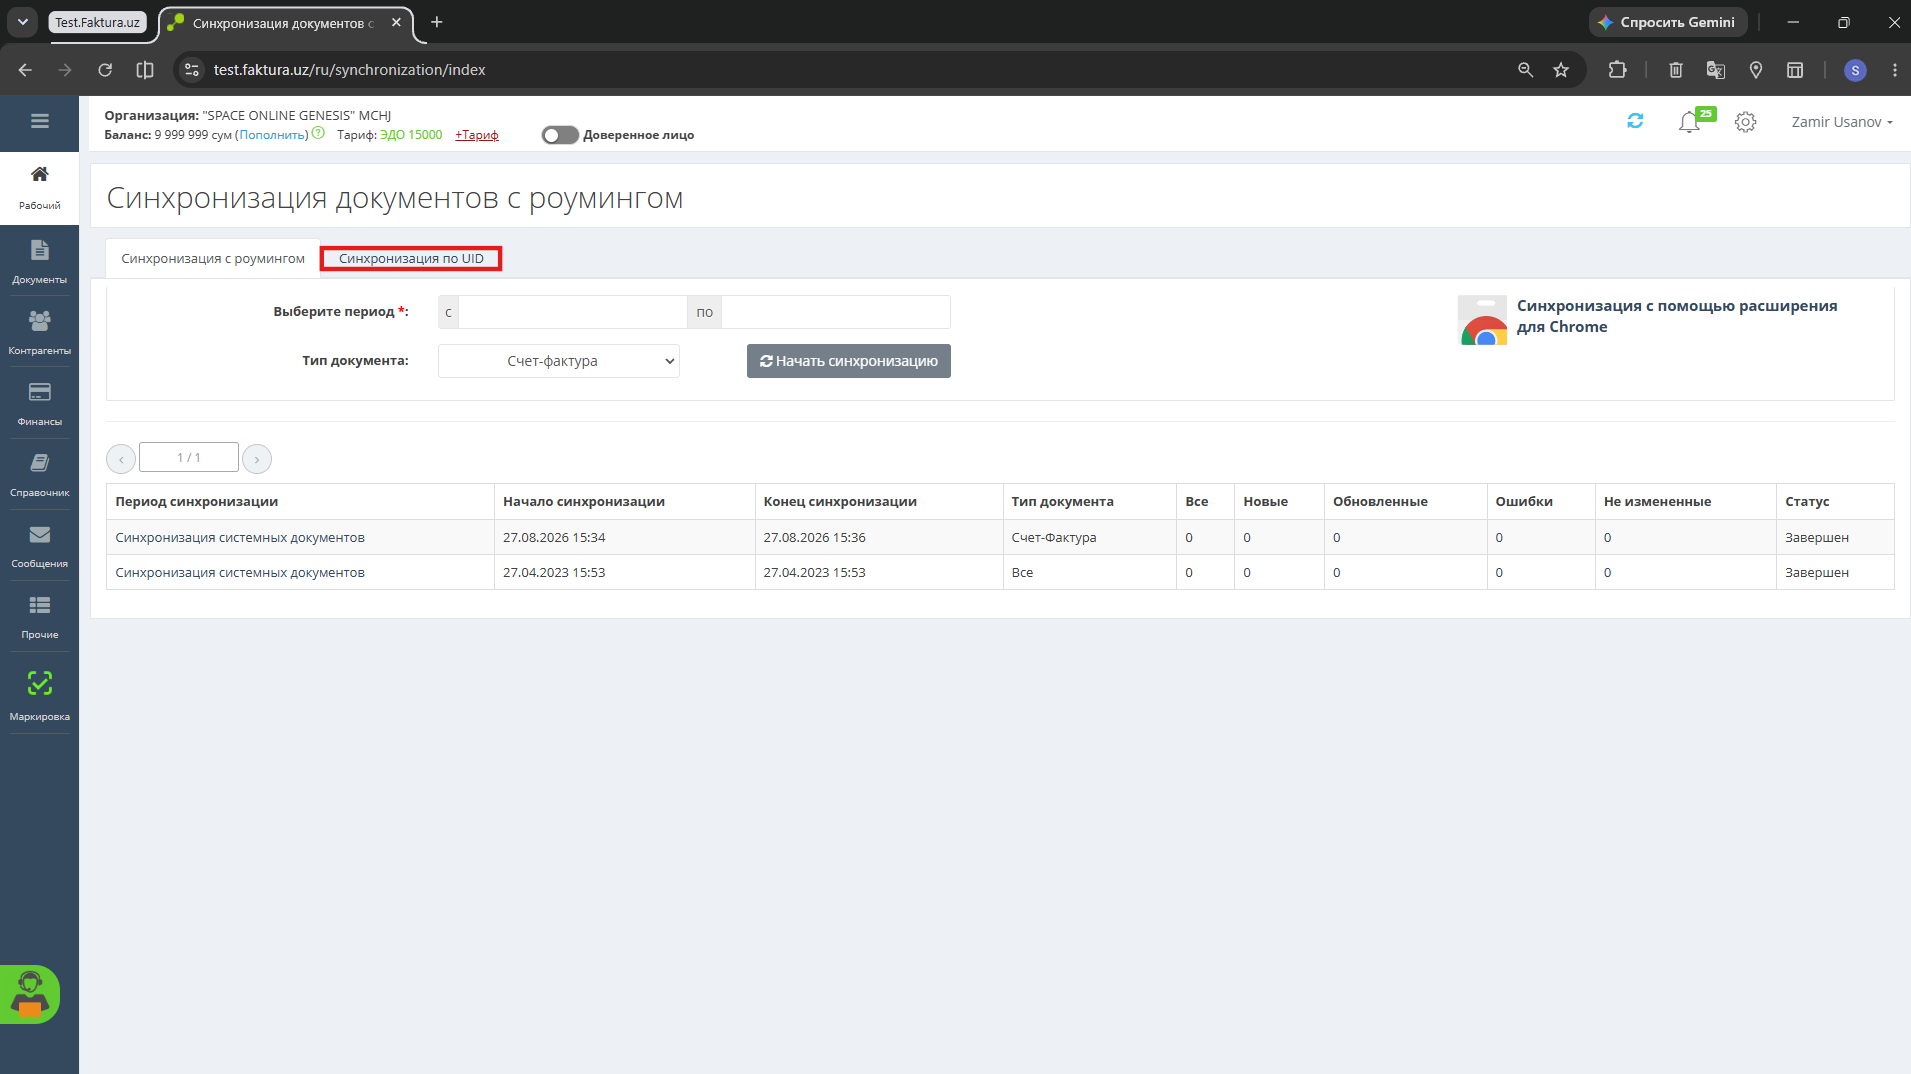 Test.Faktura.uz
Синхронизация документов с
Спросить Gemini
test.faktura.uz/ru/synchronization/index
S
Организация: "SPACE ONLINE GENESIS" MCHJ
Баланс: 9 999 999 сум (Пополнить) ? Тариф: ЭДО 15000 +Тариф
Доверенное лицо
25
Zamir Usanov
Рабочий
Документы
Контрагенты
Финансы
Справочник
Сообщения
Прочие
Маркировка
Синхронизация документов с роумингом
Синхронизация с роумингом
Синхронизация по UID
Выберите период *:
с
по
Тип документа:
Счет-фактура
Начать синхронизацию
Синхронизация с помощью расширения
для Chrome
‹ 1 / 1 ›
Период синхронизации Начало синхронизации Конец синхронизации Тип документа Все Новые Обновленные Ошибки Не измененные Статус
Синхронизация системных документов 27.08.2026 15:34 27.08.2026 15:36 Счет-Фактура 0 0 0 0 0 Завершен
Синхронизация системных документов 27.04.2023 15:53 27.04.2023 15:53 Все 0 0 0 0 0 Завершен